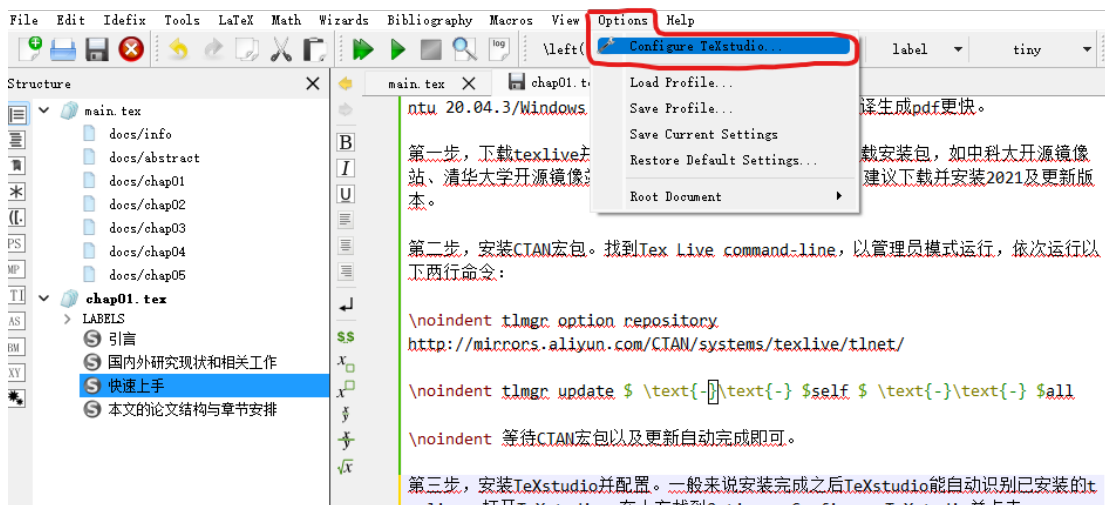 File Edit Idefix Tools LaTeX Math Wizards Bibliography Macros View Options Help
log \left( label tiny
Configure TeXstudio...
Load Profile...
Save Profile...
Save Current Settings
Restore Default Settings...
Root Document
Structure
main.tex
docs/info
docs/abstract
docs/chap01
docs/chap02
docs/chap03
docs/chap04
docs/chap05
chap01.tex
LABELS
引言
国内外研究现状和相关工作
快速上手
本文的论文结构与章节安排
PS
MP
TI
AS
BM
XY
B
I
U
$$
main.tex chap01.t
ntu 20.04.3/Windows 译生成pdf更快。
第一步，下载texlive并 载安装包，如中科大开源镜像
站、清华大学开源镜像站 建议下载并安装2021及更新版
本。
第二步，安装CTAN宏包。找到Tex Live command-line，以管理员模式运行，依次运行以
下两行命令：
\noindent tlmgr option repository
http://mirrors.aliyun.com/CTAN/systems/texlive/tlnet/
\noindent tlmgr update $ \text{-}\text{-} $self $ \text{-}\text{-} $all
\noindent 等待CTAN宏包以及更新自动完成即可。
第三步，安装TeXstudio并配置。一般来说安装完成之后TeXstudio能自动识别已安装的t